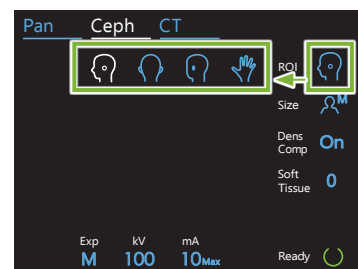 Pan Ceph CT
ROI
Size M
Dens Comp On
Soft Tissue 0
Exp kV mA
M 100 10Max
Ready